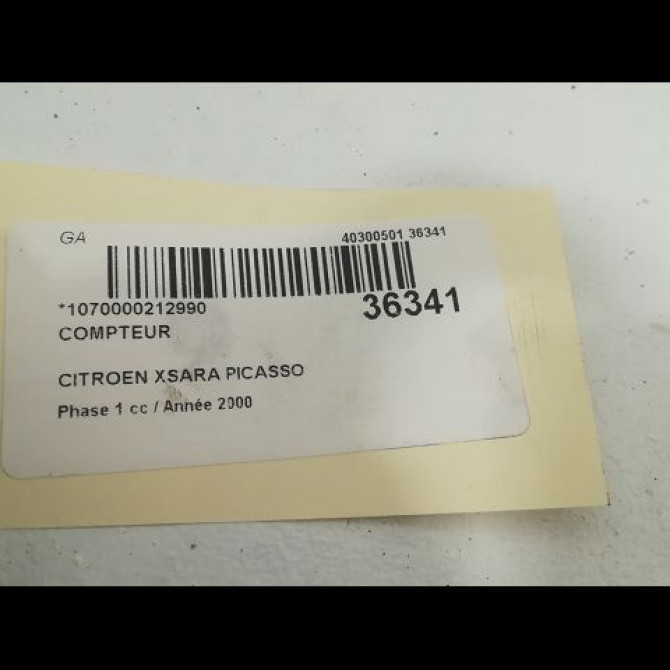 GA
40300501 36341
*1070000212990
36341
COMPTEUR
CITROEN XSARA PICASSO
Phase 1 cc / Année 2000